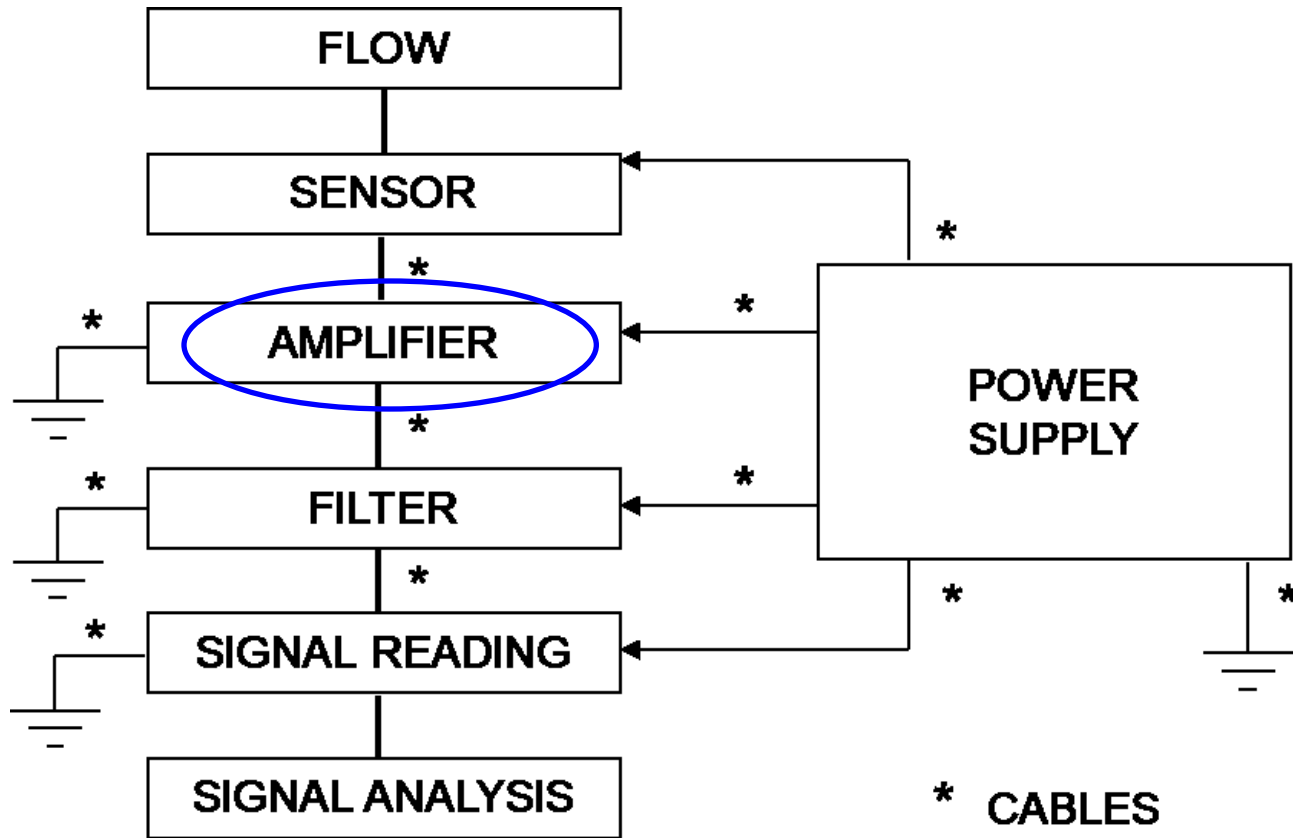 FLOW
SENSOR
*
*
*
*
AMPLIFIER
*
POWER
SUPPLY
*
*
*
FILTER
*
*
*
*
SIGNAL READING
SIGNAL ANALYSIS
* CABLES